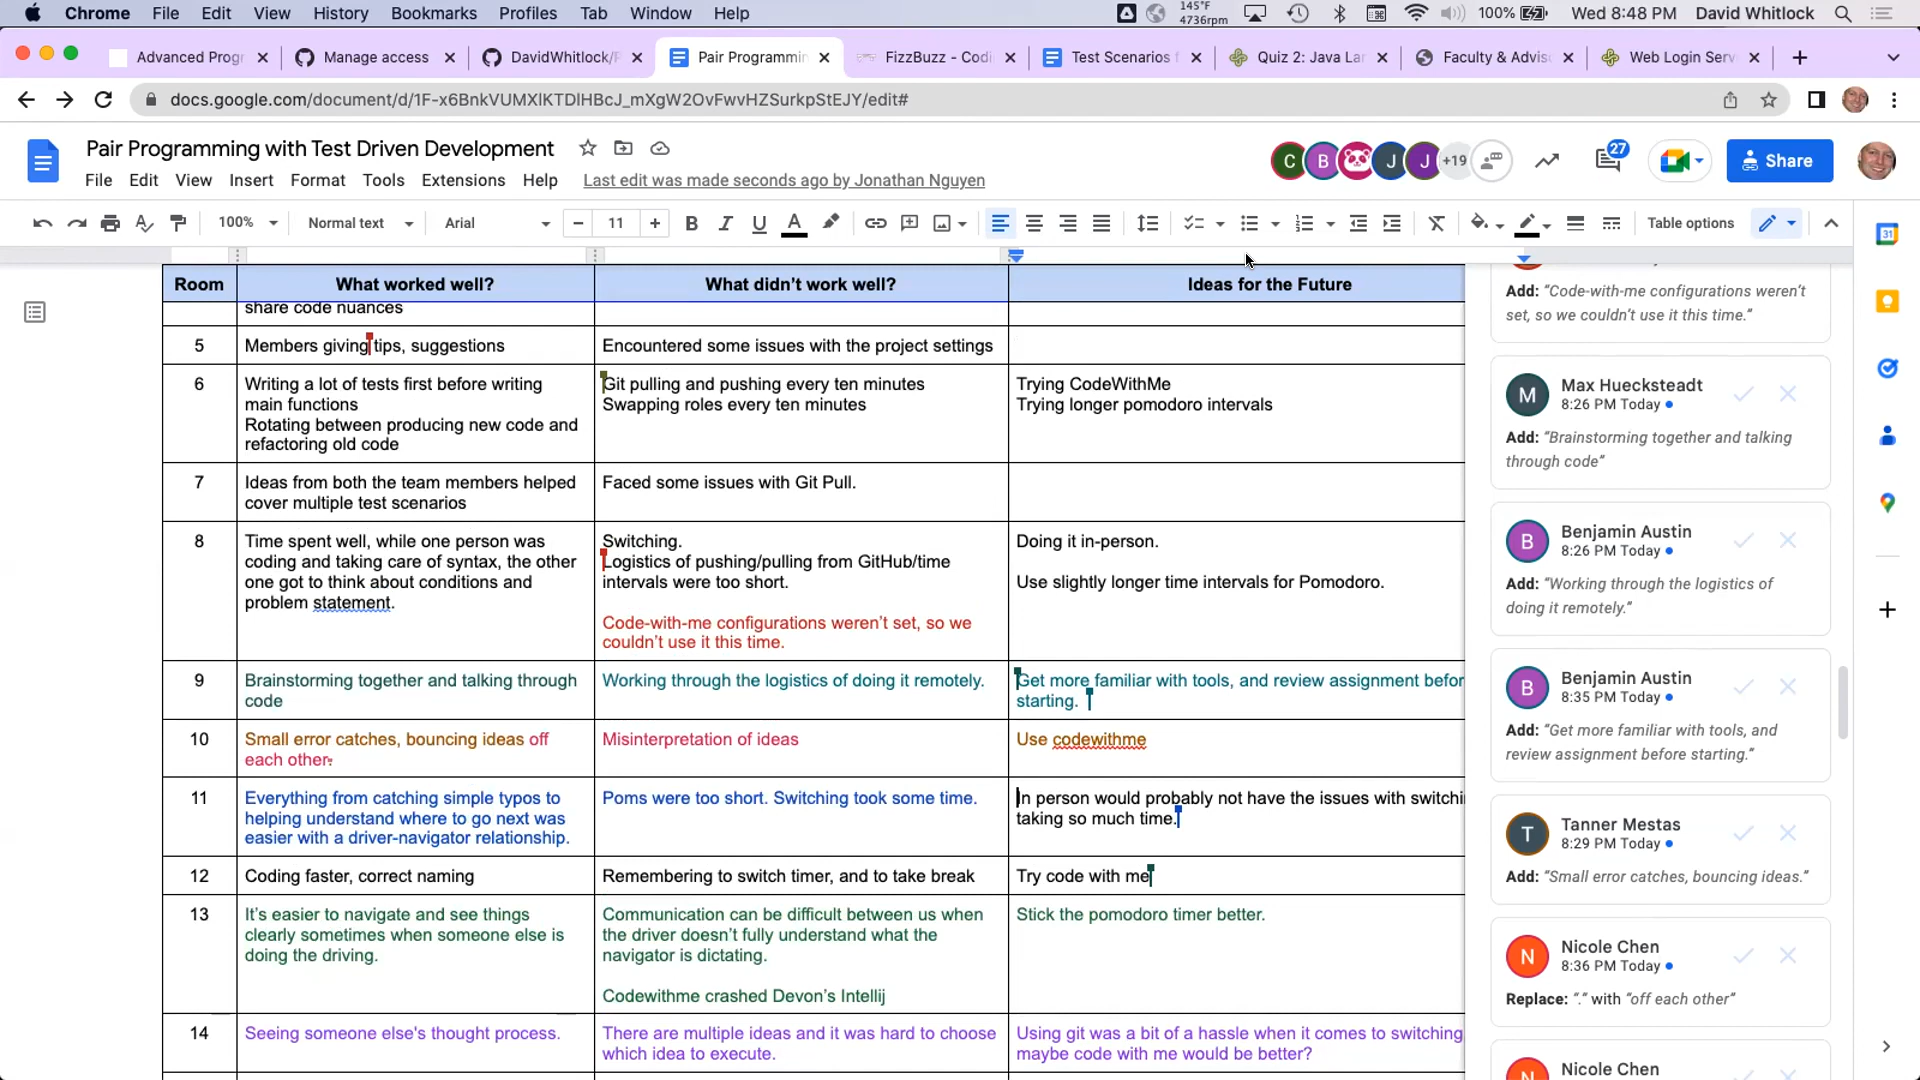 Chrome File Edit View History Bookmarks Profiles Tab Window Help 145°F 4736rpm 100% Wed 8:48 PM David Whitlock
Advanced Progr Manage access DavidWhitlock/P Pair Programmin FizzBuzz - Codi Test Scenarios f Quiz 2: Java Lar Faculty & Advis Web Login Serv
docs.google.com/document/d/1F-x6BnkVUMXIKTDlHBcJ_mXgW2OvFwvHZSurkpStEJY/edit#
Pair Programming with Test Driven Development
C B J J +19 27 Share
File Edit View Insert Format Tools Extensions Help Last edit was made seconds ago by Jonathan Nguyen
100% Normal text Arial 11 B I U A Table options
31
Room What worked well? What didn't work well? Ideas for the Future
share code nuances
5 Members giving tips, suggestions Encountered some issues with the project settings
6 Writing a lot of tests first before writing
main functions
Rotating between producing new code and
refactoring old code
Git pulling and pushing every ten minutes
Swapping roles every ten minutes
Trying CodeWithMe
Trying longer pomodoro intervals
7 Ideas from both the team members helped
cover multiple test scenarios
Faced some issues with Git Pull.
8 Time spent well, while one person was
coding and taking care of syntax, the other
one got to think about conditions and
problem statement.
Switching.
Logistics of pushing/pulling from GitHub/time
intervals were too short.
Code-with-me configurations weren't set, so we
couldn't use it this time.
Doing it in-person.
Use slightly longer time intervals for Pomodoro.
9 Brainstorming together and talking through
code
Working through the logistics of doing it remotely.
Get more familiar with tools, and review assignment befor
starting.
10 Small error catches, bouncing ideas off
each other.
Misinterpretation of ideas
Use codewithme
11 Everything from catching simple typos to
helping understand where to go next was
easier with a driver-navigator relationship.
Poms were too short. Switching took some time.
In person would probably not have the issues with switchi
taking so much time.
12 Coding faster, correct naming Remembering to switch timer, and to take break Try code with me
13 It's easier to navigate and see things
clearly sometimes when someone else is
doing the driving.
Communication can be difficult between us when
the driver doesn't fully understand what the
navigator is dictating.
Codewithme crashed Devon's Intellij
Stick the pomodoro timer better.
14 Seeing someone else's thought process.
There are multiple ideas and it was hard to choose
which idea to execute.
Using git was a bit of a hassle when it comes to switching
maybe code with me would be better?
Add: "Code-with-me configurations weren't
set, so we couldn't use it this time."
M Max Huecksteadt
8:26 PM Today
Add: "Brainstorming together and talking
through code"
B Benjamin Austin
8:26 PM Today
Add: "Working through the logistics of
doing it remotely."
B Benjamin Austin
8:35 PM Today
Add: "Get more familiar with tools, and
review assignment before starting."
T Tanner Mestas
8:29 PM Today
Add: "Small error catches, bouncing ideas."
N Nicole Chen
8:36 PM Today
Replace: "." with "off each other"
N Nicole Chen